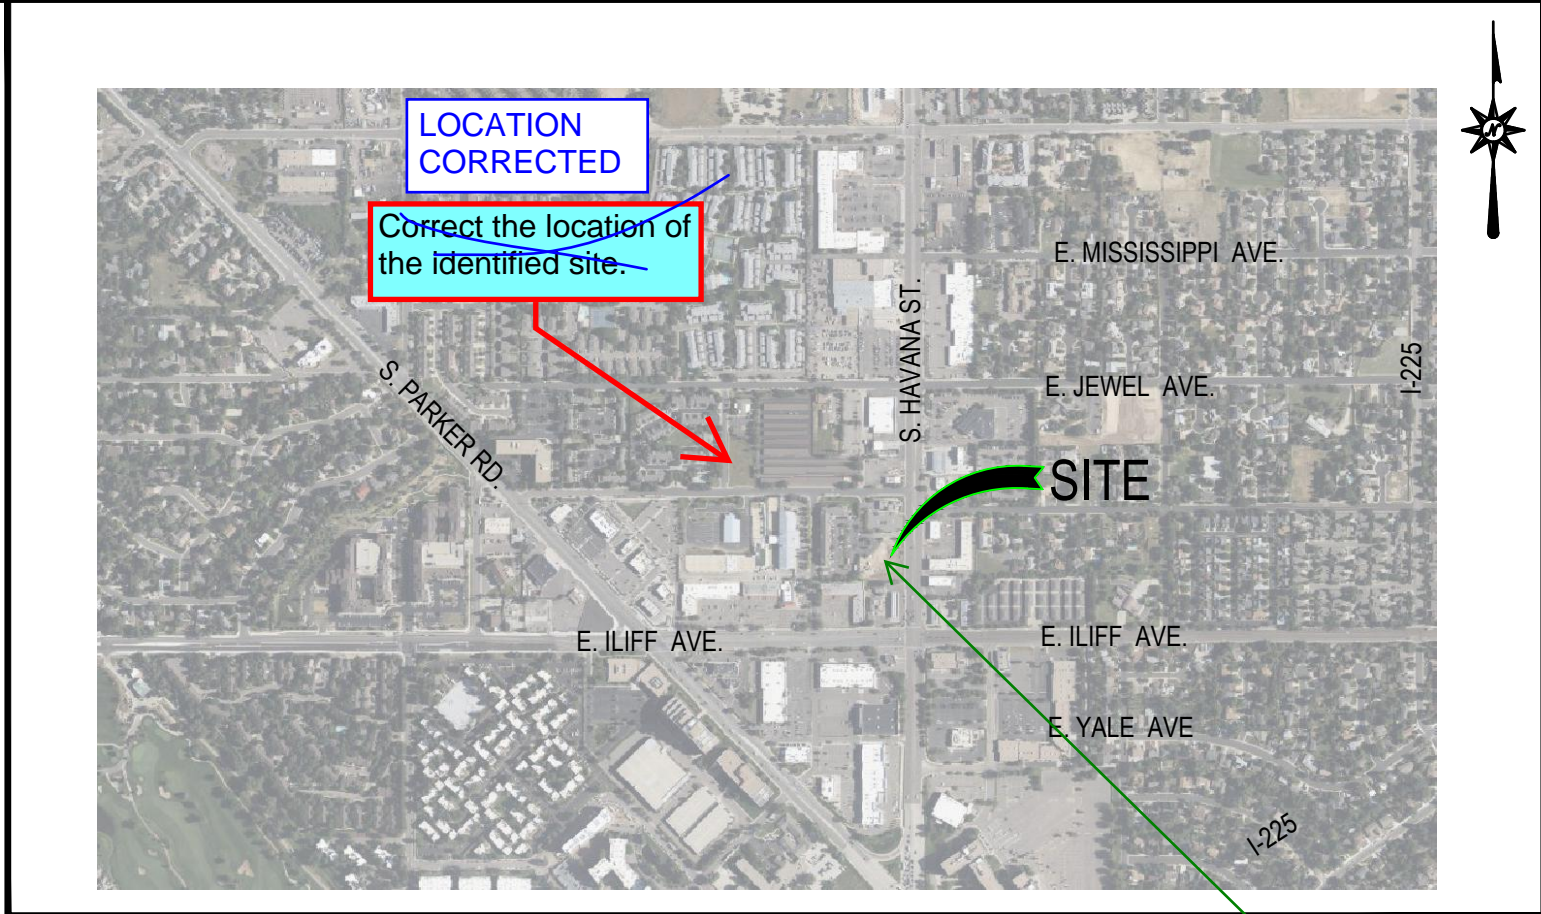 LOCATION
CORRECTED
Correct the location of
the identified site.
N
E. MISSISSIPPI AVE.
S. HAVANA ST.
I-225
E. JEWEL AVE.
S. PARKER RD.
SITE
E. ILIFF AVE.
E. ILIFF AVE.
E. YALE AVE
I-225